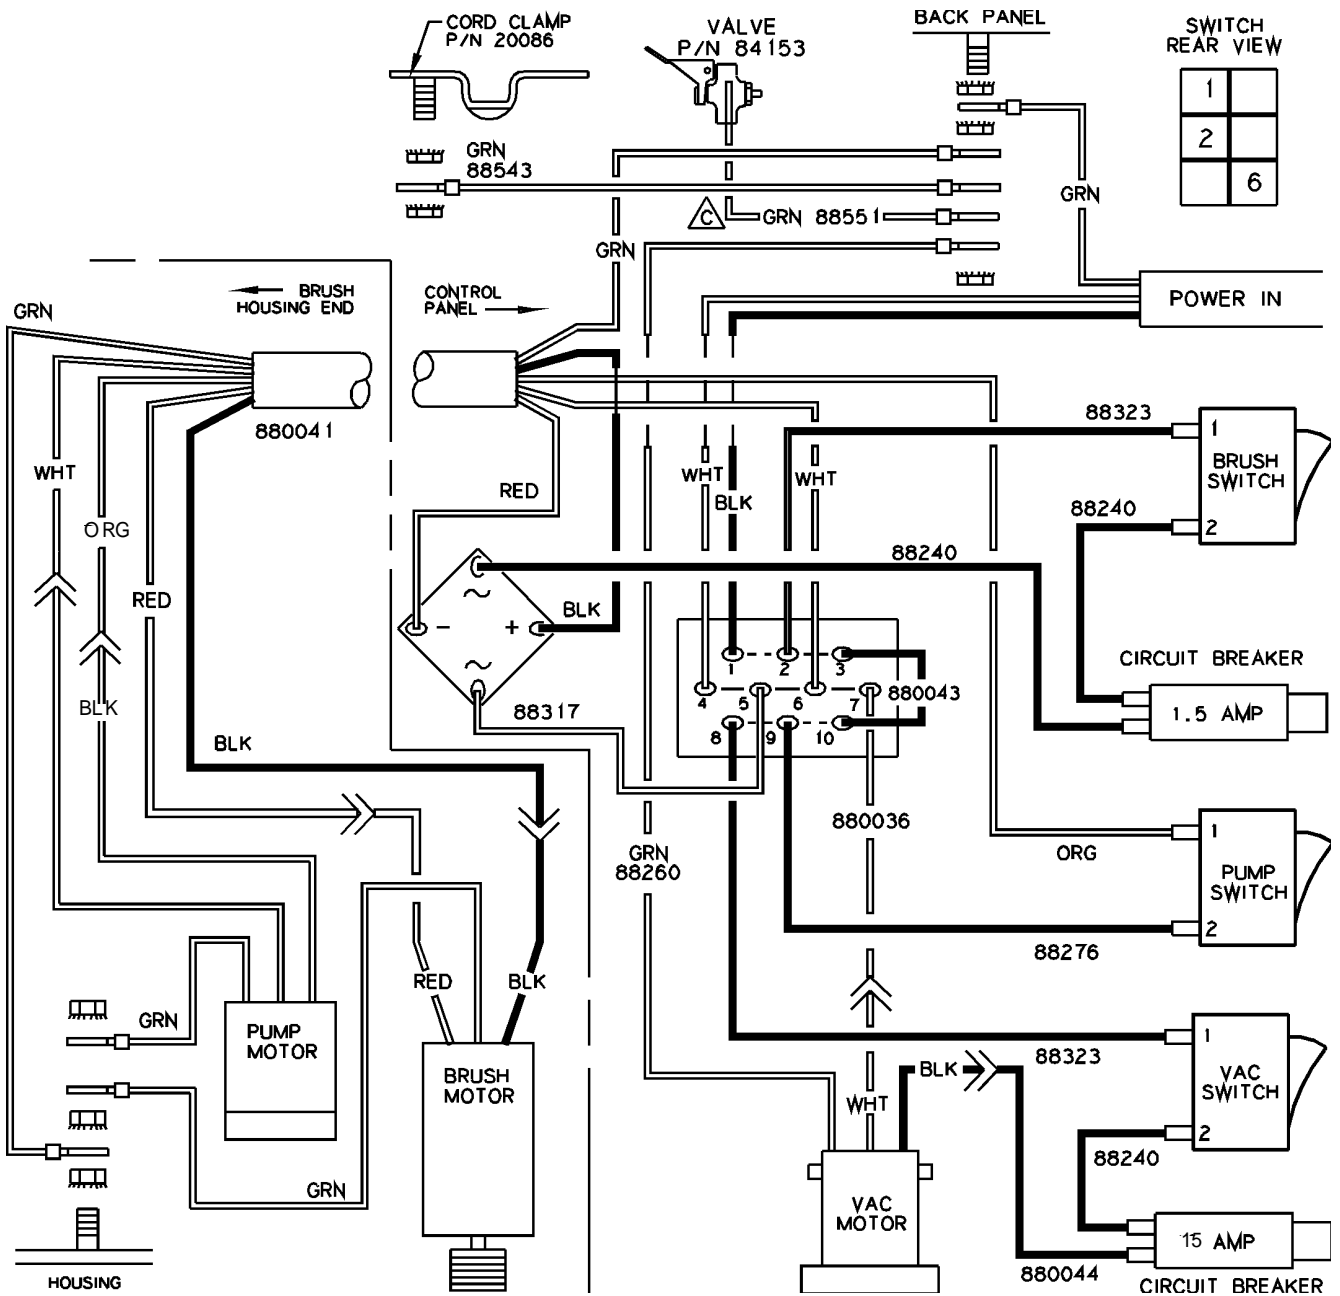 CORD CLAMP
P/N 20086
VALVE
P/N 84153
BACK PANEL
SWITCH
REAR VIEW
1
2
6
GRN
88543
GRN
C
GRN 88551
GRN
BRUSH
HOUSING END
CONTROL
PANEL
POWER IN
GRN
880041
88323
1
BRUSH
SWITCH
2
WHT
RED
WHT
WHT
BLK
88240
ORG
88240
RED
BLK
- +
CIRCUIT BREAKER
1.5 AMP
1 2 3
4 5 6 7
880043
8 9 10
BLK
88317
BLK
880036
GRN
88260
ORG
1
PUMP
SWITCH
2
88276
RED
BLK
GRN
PUMP
MOTOR
BRUSH
MOTOR
88323
1
VAC
SWITCH
2
BLK
WHT
88240
GRN
VAC
MOTOR
15 AMP
880044
CIRCUIT BREAKER
HOUSING